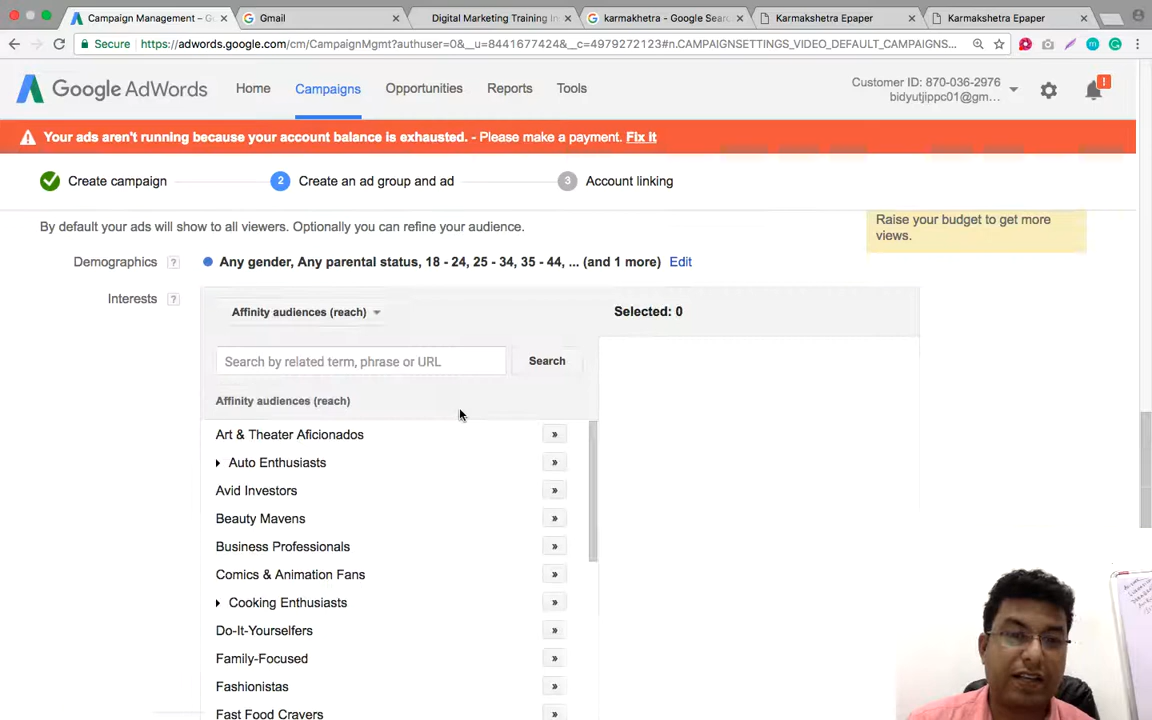 Campaign Management – G
Gmail
Digital Marketing Training In
karmakhetra - Google Sear
Karmakshetra Epaper
Karmakshetra Epaper
Secure
https://adwords.google.com/cm/CampaignMgmt?authuser=0&__u=8441677424&__c=4979272123#n.CAMPAIGNSETTINGS_VIDEO_DEFAULT_CAMPAIGNS...
Google AdWords
Home
Campaigns
Opportunities
Reports
Tools
Customer ID: 870-036-2976
bidyutjippc01@gm...
!
Your ads aren't running because your account balance is exhausted. - Please make a payment. Fix it
Create campaign
2 Create an ad group and ad
3 Account linking
By default your ads will show to all viewers. Optionally you can refine your audience.
Raise your budget to get more
views.
Demographics ?
Any gender, Any parental status, 18 - 24, 25 - 34, 35 - 44, ... (and 1 more) Edit
Interests ?
Affinity audiences (reach)
Selected: 0
Search by related term, phrase or URL
Search
Affinity audiences (reach)
Art & Theater Aficionados »
Auto Enthusiasts »
Avid Investors »
Beauty Mavens »
Business Professionals »
Comics & Animation Fans »
Cooking Enthusiasts »
Do-It-Yourselfers »
Family-Focused »
Fashionistas »
Fast Food Cravers »